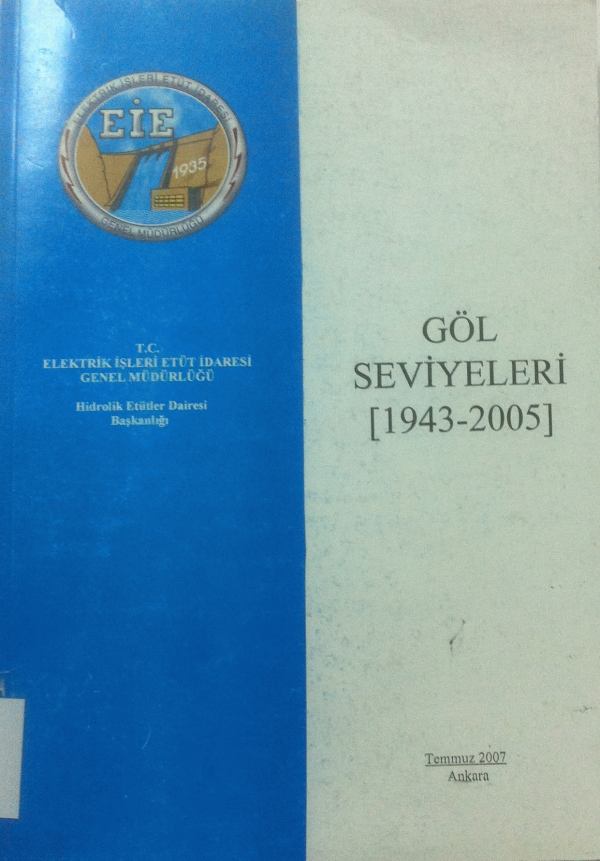 ELEKTRİK İŞLERİ ETÜT İDARESİ
EİE
1935
GENEL MÜDÜRLÜĞÜ
T.C.
ELEKTRİK İŞLERİ ETÜT İDARESİ
GENEL MÜDÜRLÜĞÜ
Hidrolik Etütler Dairesi
Başkanlığı
GÖL
SEVİYELERİ
[1943-2005]
Temmuz 2007
Ankara